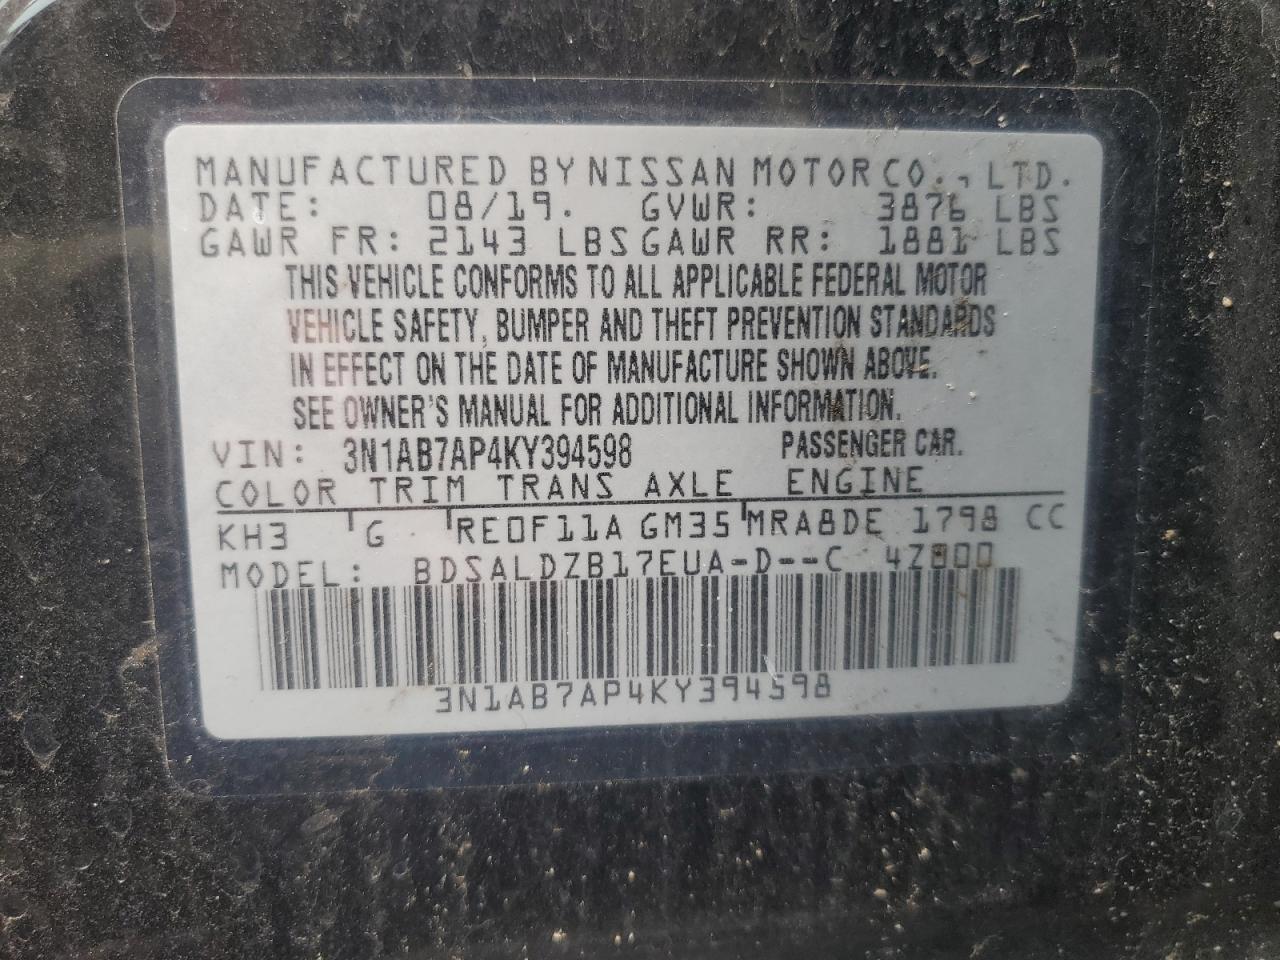 MANUFACTURED BY NISSAN MOTOR CO., LTD.
DATE: 08/19. GVWR: 3876 LBS
GAWR FR: 2143 LBS GAWR RR: 1881 LBS
THIS VEHICLE CONFORMS TO ALL APPLICABLE FEDERAL MOTOR
VEHICLE SAFETY, BUMPER AND THEFT PREVENTION STANDARDS
IN EFFECT ON THE DATE OF MANUFACTURE SHOWN ABOVE.
SEE OWNER'S MANUAL FOR ADDITIONAL INFORMATION.
VIN: 3N1AB7AP4KY394598 PASSENGER CAR.
COLOR TRIM TRANS AXLE ENGINE
KH3 G RE0F11A GM35 MRA8DE 1798 CC
MODEL: BDSALDZB17EUA-D--C 4Z000
3N1AB7AP4KY394598